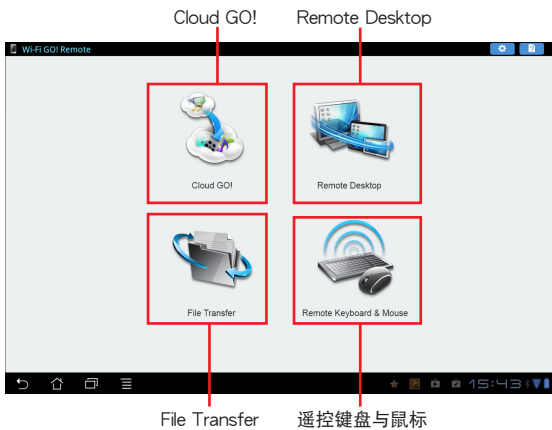 Cloud GO! Remote Desktop
Wi-Fi GO! Remote
Cloud GO! Remote Desktop
File Transfer Remote Keyboard & Mouse
15:43
File Transfer 遥控键盘与鼠标